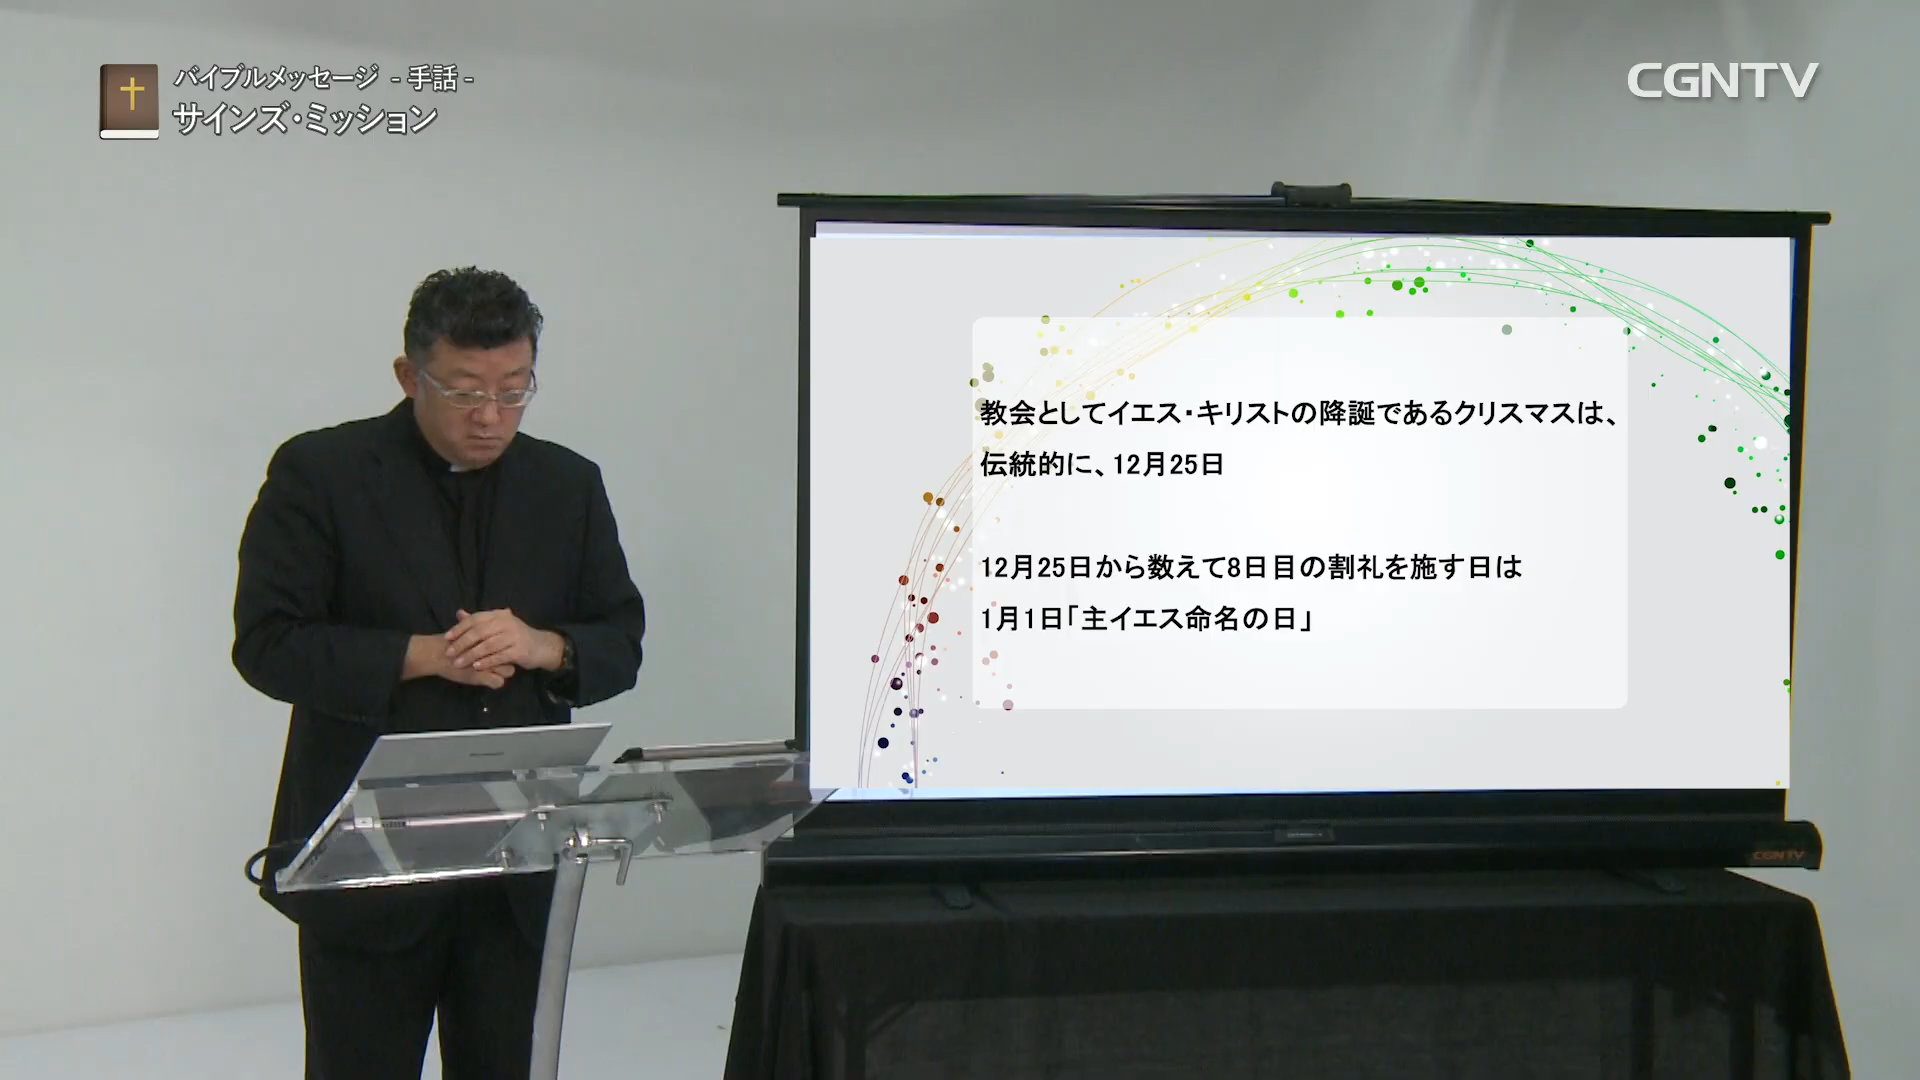 バイブルメッセージ -手話-
サインズ・ミッション
CGNTV
教会としてイエス・キリストの降誕であるクリスマスは、
伝統的に、12月25日
12月25日から数えて8日目の割礼を施す日は
1月1日「主イエス命名の日」
CGNTV